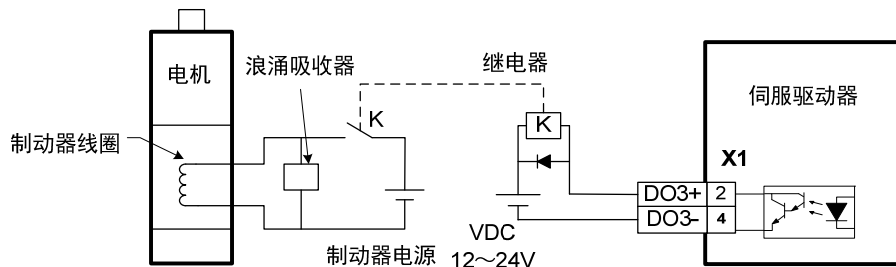 电机
浪涌吸收器
继电器
伺服驱动器
制动器线圈
K
K
X1
DO3+ 2
DO3- 4
制动器电源
VDC
12～24V